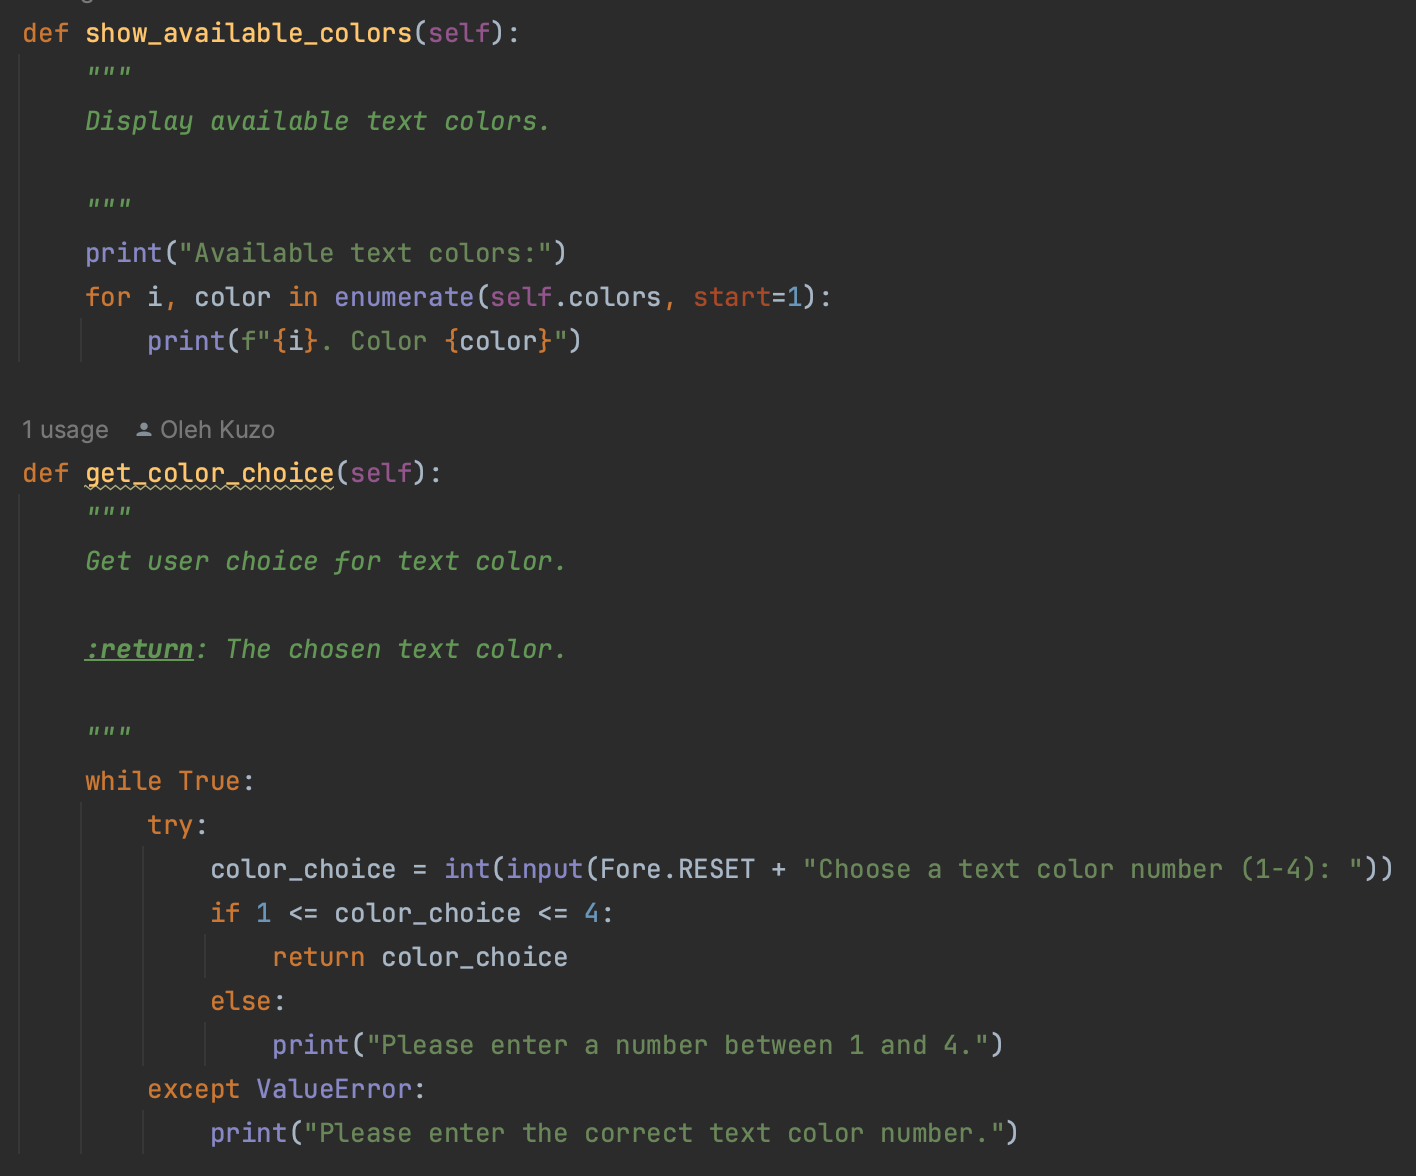 def show_available_colors(self):
"""
Display available text colors.
"""
print("Available text colors:")
for i, color in enumerate(self.colors, start=1):
print(f"{i}. Color {color}")
1 usage Oleh Kuzo
def get_color_choice(self):
"""
Get user choice for text color.
:return: The chosen text color.
"""
while True:
try:
color_choice = int(input(Fore.RESET + "Choose a text color number (1-4): "))
if 1 <= color_choice <= 4:
return color_choice
else:
print("Please enter a number between 1 and 4.")
except ValueError:
print("Please enter the correct text color number.")